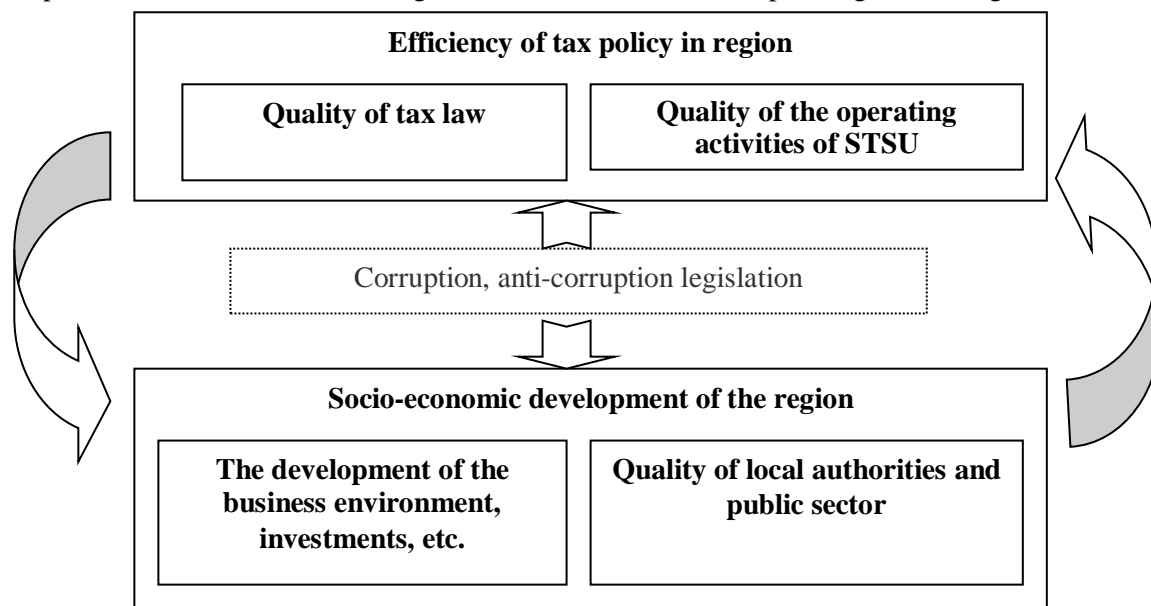 Efficiency of tax policy in region
Quality of tax law
Quality of the operating
activities of STSU
Corruption, anti-corruption legislation
Socio-economic development of the region
The development of the
business environment,
investments, etc.
Quality of local authorities and
public sector